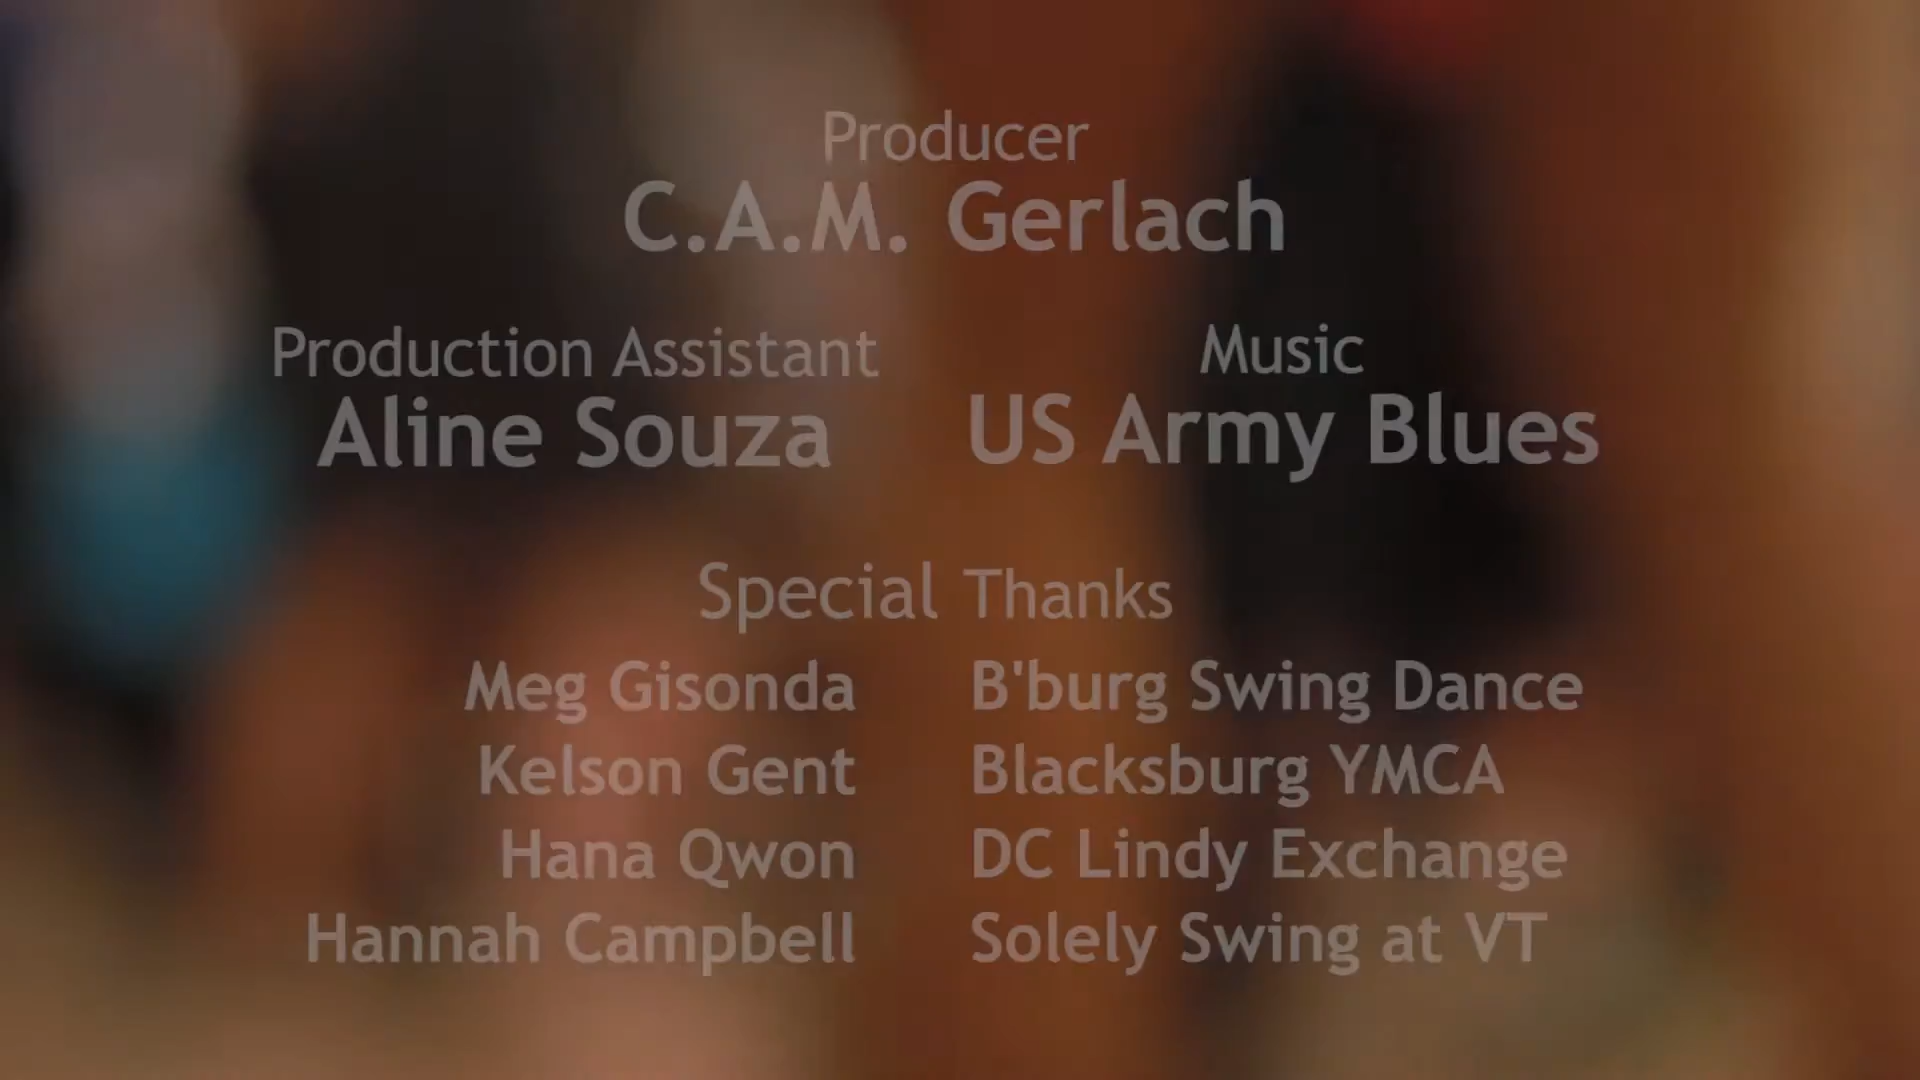 Producer
C.A.M. Gerlach
Production Assistant
Aline Souza
Music
US Army Blues
Special Thanks
Meg Gisonda
Kelson Gent
Hana Qwon
Hannah Campbell
B'burg Swing Dance
Blacksburg YMCA
DC Lindy Exchange
Solely Swing at VT